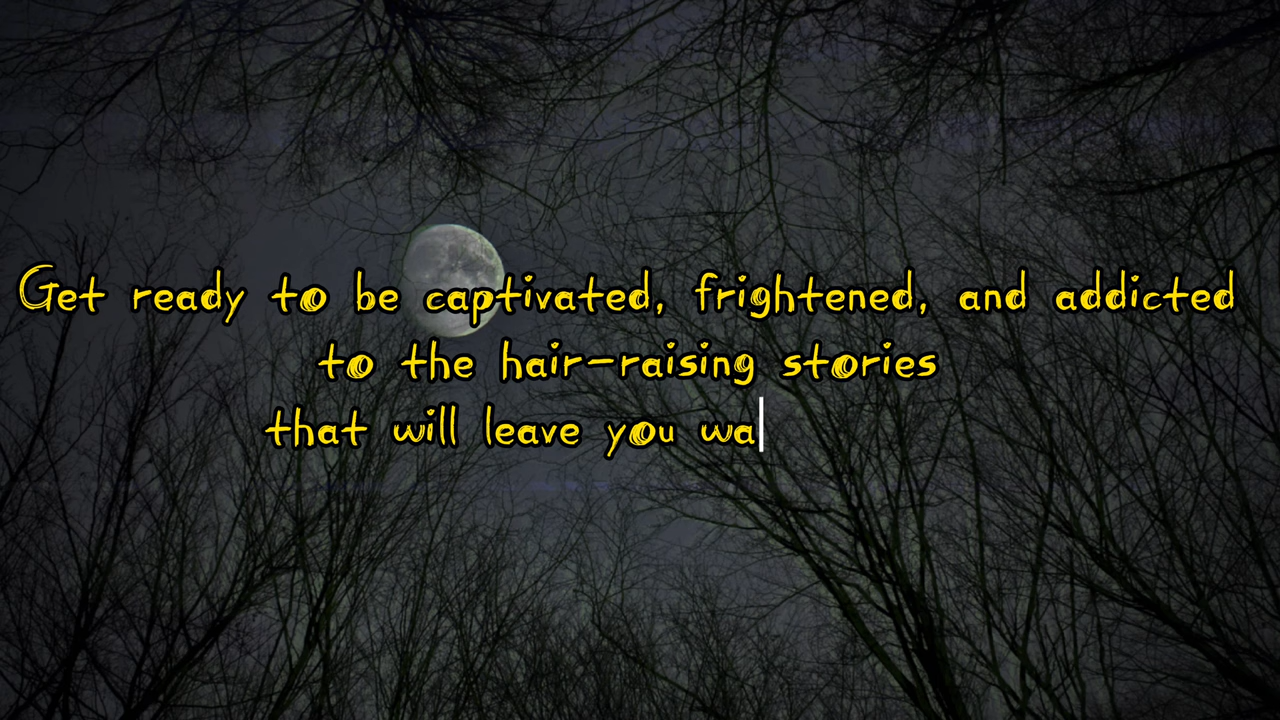 Get ready to be captivated, frightened, and addicted
to the hair-raising stories
that will leave you wa